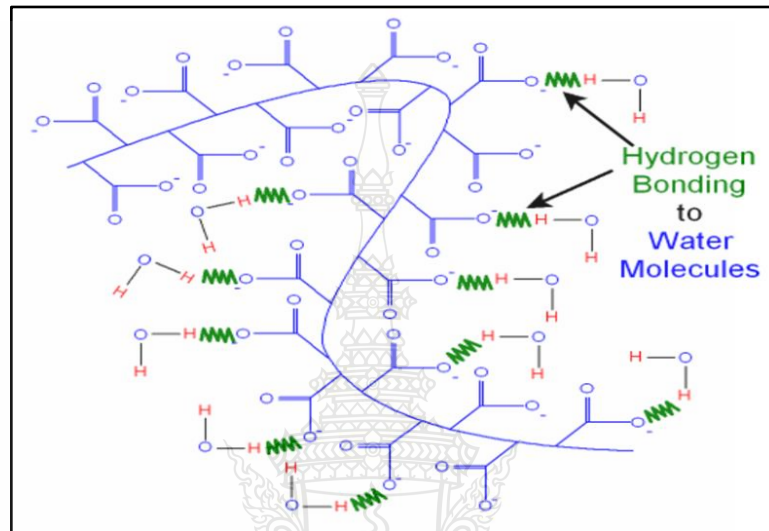 Hydrogen
Bonding
to
Water
Molecules